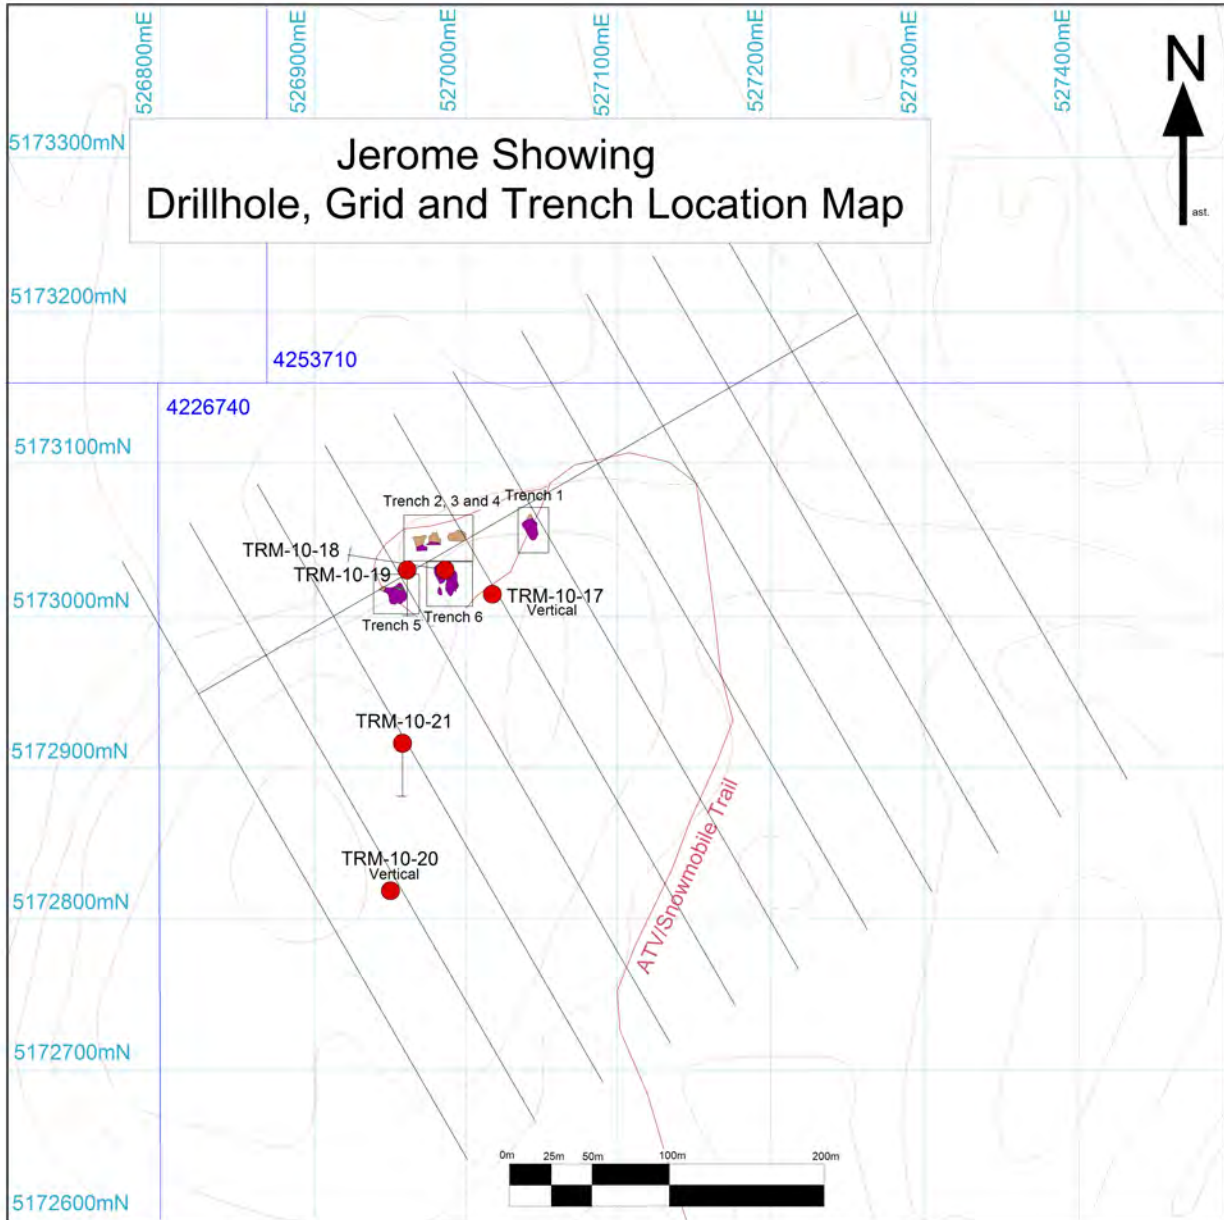 526800mE
526900mE
527000mE
527100mE
527200mE
527300mE
527400mE
N
ast.
5173300mN
Jerome Showing
Drillhole, Grid and Trench Location Map
5173200mN
4253710
4226740
5173100mN
Trench 2, 3 and 4
Trench 1
TRM-10-18
TRM-10-19
TRM-10-17
Vertical
5173000mN
Trench 5
Trench 6
TRM-10-21
5172900mN
ATV/Snowmobile Trail
TRM-10-20
Vertical
5172800mN
5172700mN
0m
25m
50m
100m
200m
5172600mN